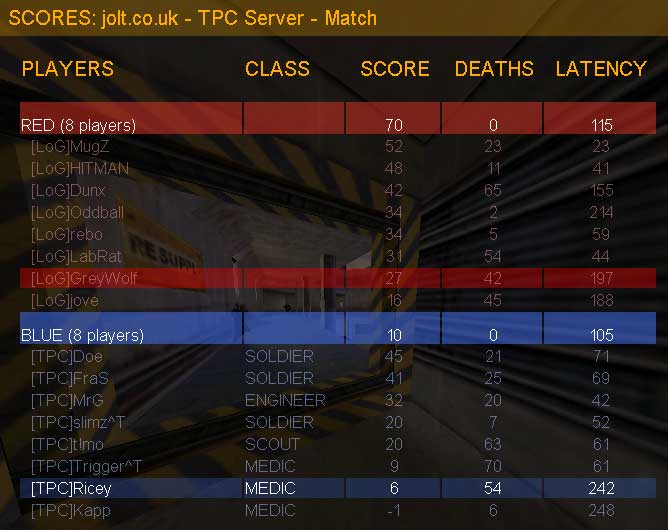 SCORES: jolt.co.uk - TPC Server - Match
PLAYERS CLASS SCORE DEATHS LATENCY
RED (8 players) 70 0 115
[LoG]MugZ 52 23 23
[LoG]HITMAN 48 11 41
[LoG]Dunx 42 65 155
[LoG]Oddball 34 2 214
[LoG]rebo 34 5 59
[LoG]LabRat 31 54 44
[LoG]GreyWolf 27 42 197
[LoG]jove 16 45 188
BLUE (8 players) 10 0 105
[TPC]Doe SOLDIER 45 21 71
[TPC]FraS SOLDIER 41 25 69
[TPC]MrG ENGINEER 32 20 42
[TPC]slimz^T SOLDIER 20 7 52
[TPC]t!mo SCOUT 20 63 61
[TPC]Trigger^T MEDIC 9 70 61
[TPC]Ricey MEDIC 6 54 242
[TPC]Kapp MEDIC -1 6 248
RESUPPLY